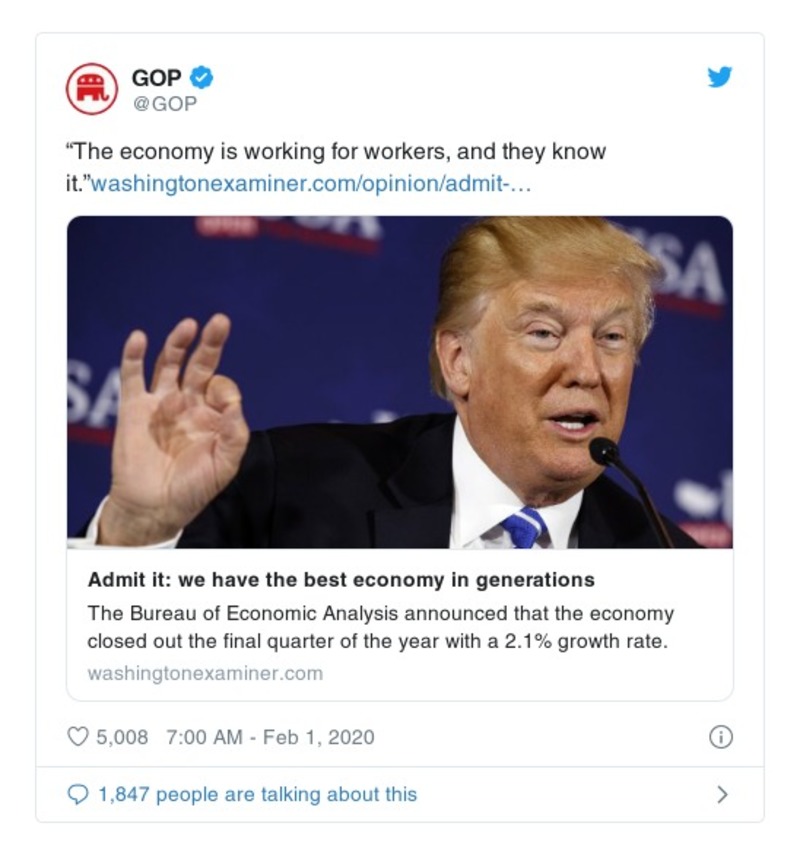 GOP
@GOP
“The economy is working for workers, and they know
it.”washingtonexaminer.com/opinion/admit-…
USA
SA
SA
Admit it: we have the best economy in generations
The Bureau of Economic Analysis announced that the economy
closed out the final quarter of the year with a 2.1% growth rate.
washingtonexaminer.com
5,008 7:00 AM - Feb 1, 2020
1,847 people are talking about this